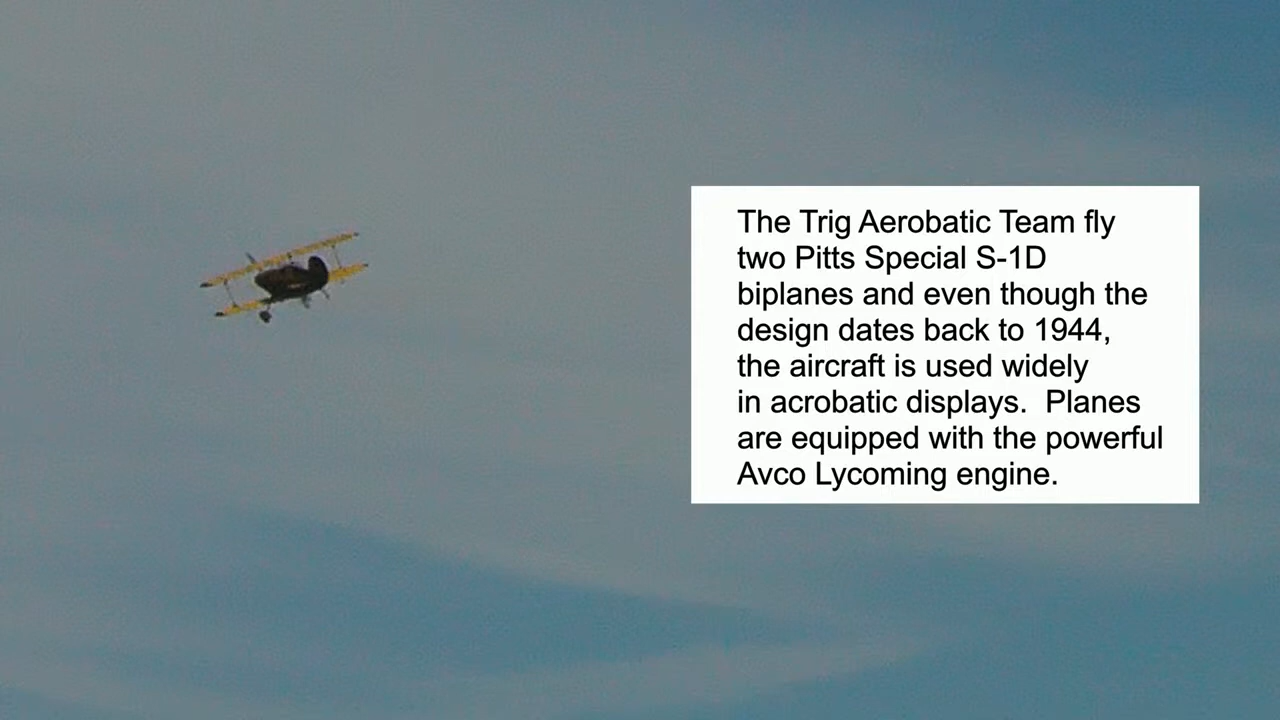 The Trig Aerobatic Team fly
two Pitts Special S-1D
biplanes and even though the
design dates back to 1944,
the aircraft is used widely
in acrobatic displays.  Planes
are equipped with the powerful
Avco Lycoming engine.